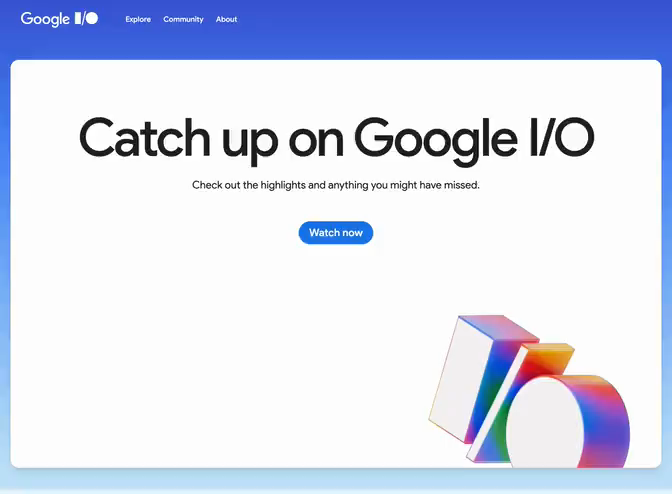 Google I/O
Explore Community About
Catch up on Google I/O
Check out the highlights and anything you might have missed.
Watch now